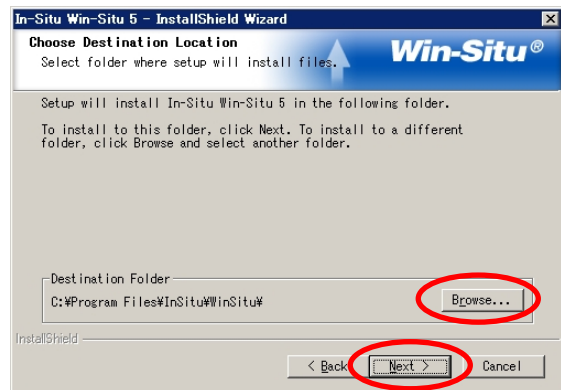 In-Situ Win-Situ 5 - InstallShield Wizard
Choose Destination Location
Select folder where setup will install files.
Win-Situ®
Setup will install In-Situ Win-Situ 5 in the following folder.
To install to this folder, click Next. To install to a different
folder, click Browse and select another folder.
Destination Folder
C:¥Program Files¥InSitu¥WinSitu¥
Browse...
InstallShield
< Back
Next >
Cancel